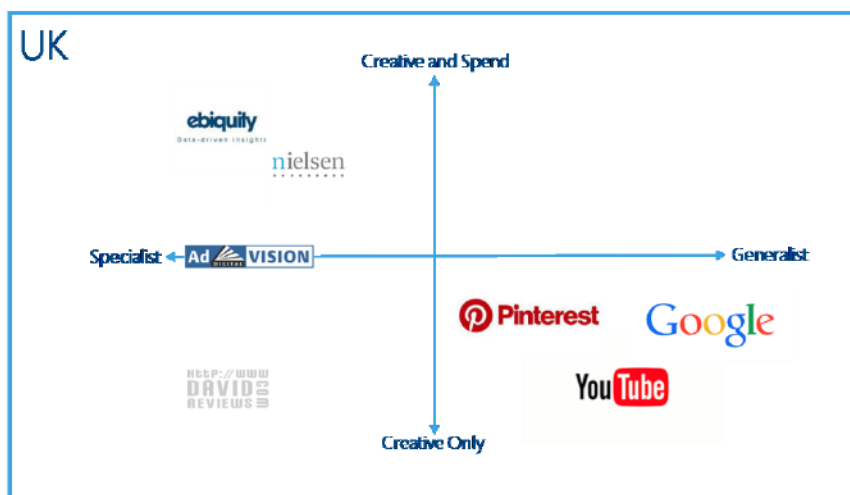 UK
Creative and Spend
ebiquity
Data-driven insights
nielsen
Specialist
Ad DIGITAL VISION
Generalist
Pinterest
Google
HTTP://WWW
DAVID
REVIEWS
COM
YouTube
Creative Only